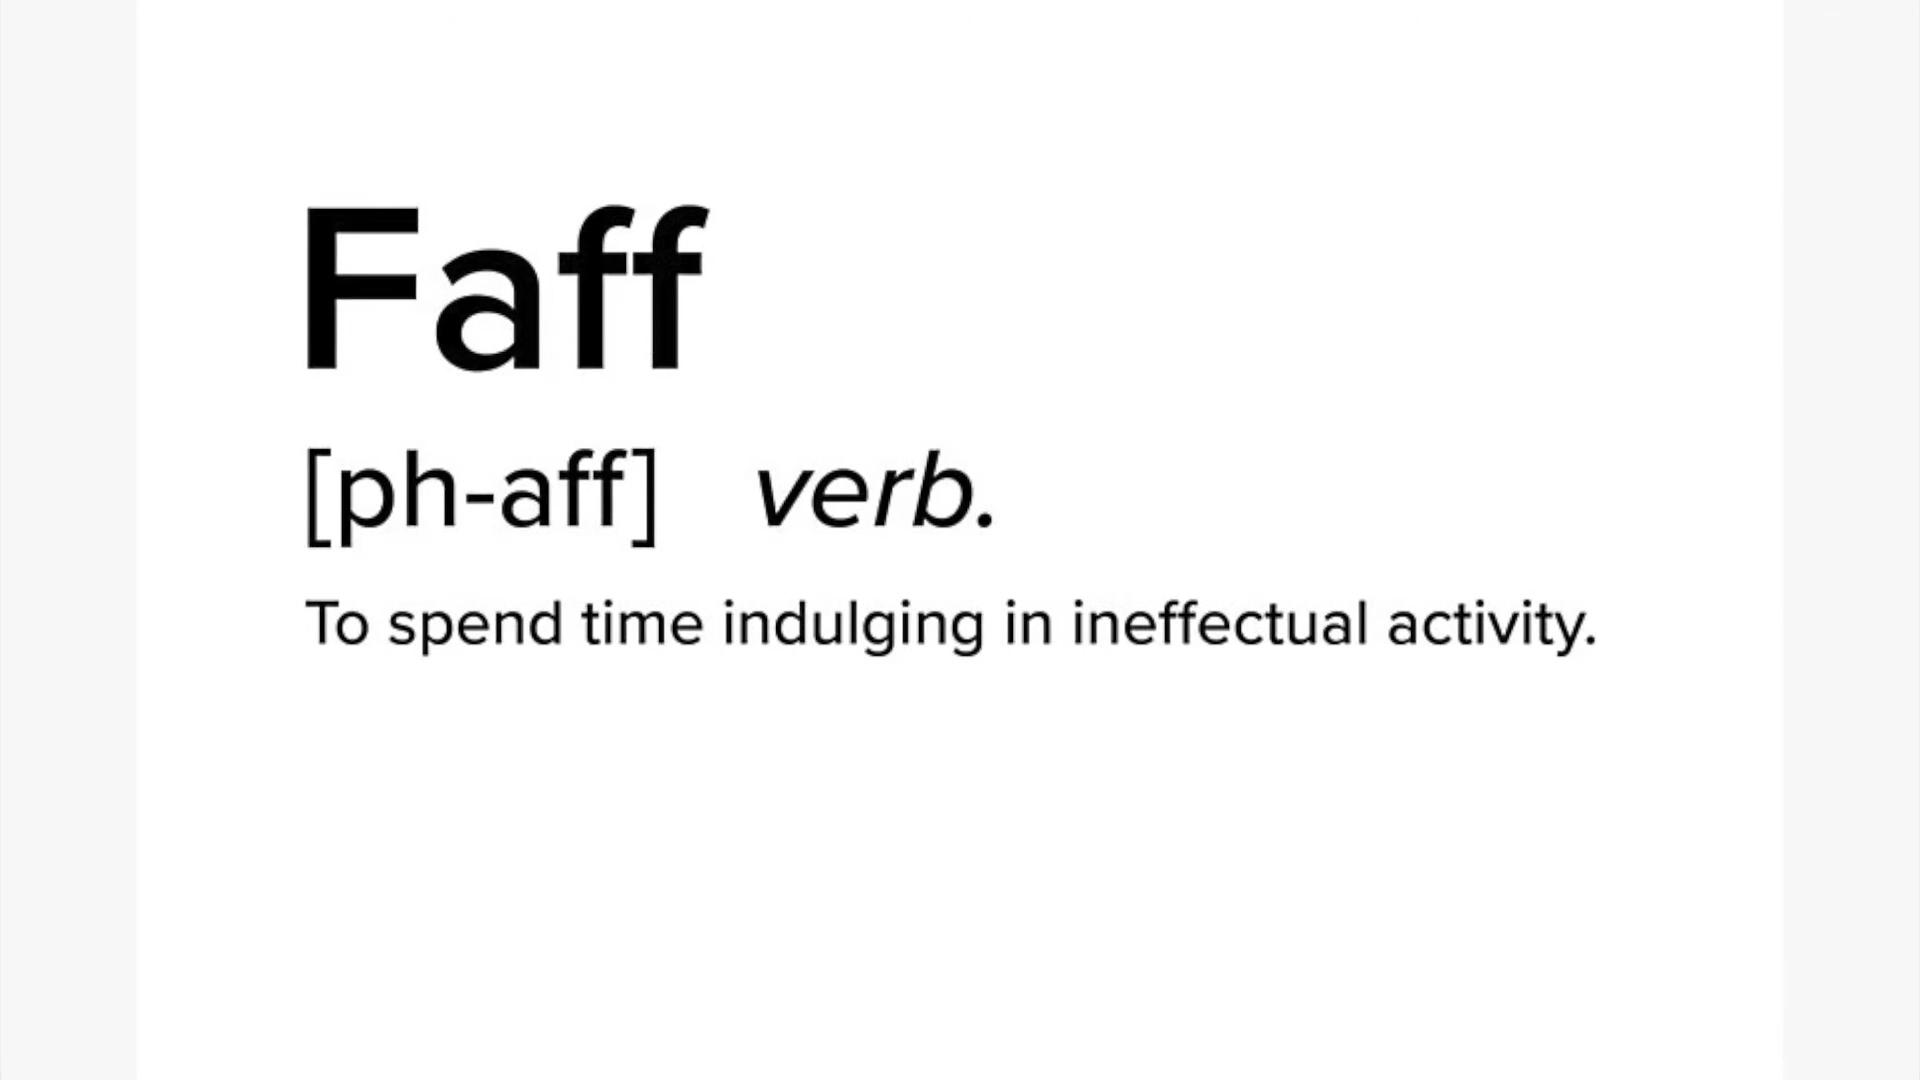 Faff
[ph-aff] verb.
To spend time indulging in ineffectual activity.